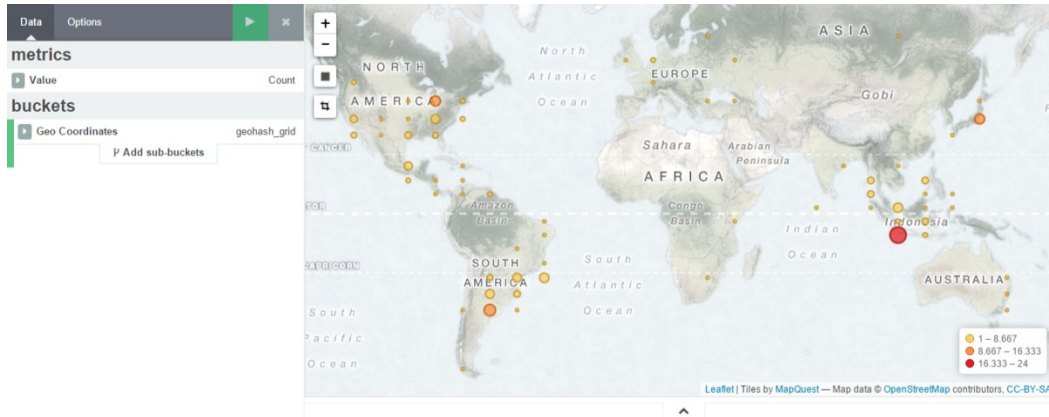 Data Options
metrics
Value Count
buckets
Geo Coordinates geohash_grid
Add sub-buckets
+
−
ASIA
North
Atlantic
Ocean
NORTH
AMERICA
EUROPE
Gobi
Sahara
Arabian
Peninsula
CANCER
AFRICA
Amazon
Basin
Congo
Basin
TOR
Indonesia
Indian
Ocean
CAPRICORN
SOUTH
AMERICA
South
Atlantic
Ocean
AUSTRALIA
South
Pacific
Ocean
1 – 8.667
8.667 – 16.333
16.333 – 24
Leaflet | Tiles by MapQuest — Map data © OpenStreetMap contributors, CC-BY-SA